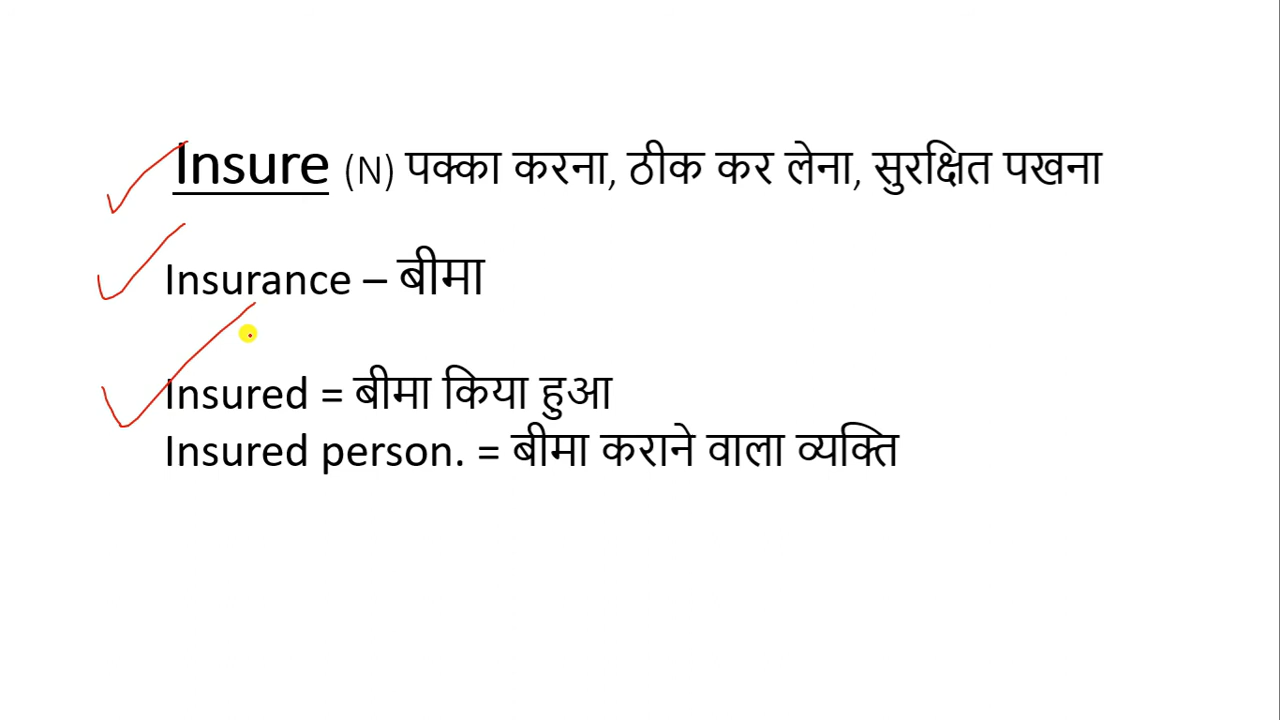 Insure (N) पक्का करना, ठीक कर लेना, सुरक्षित पखना
Insurance – बीमा
Insured = बीमा किया हुआ
Insured person. = बीमा कराने वाला व्यक्ति